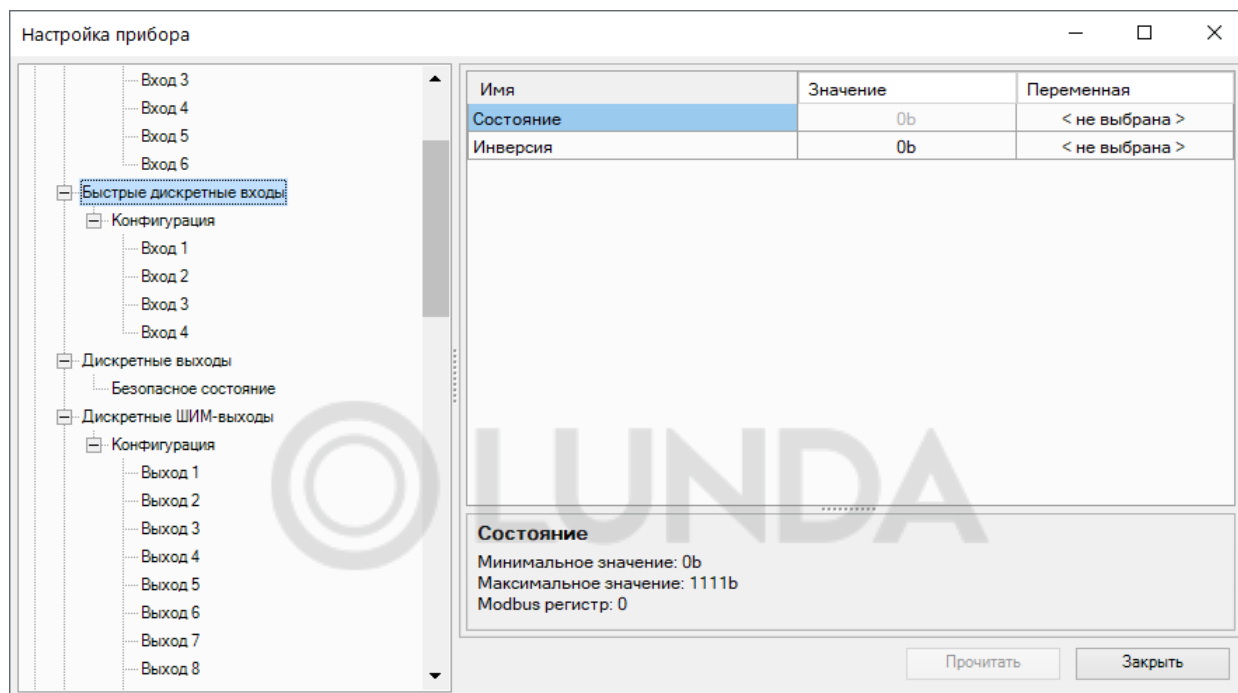 Настройка прибора
Вход 3
Вход 4
Вход 5
Вход 6
Быстрые дискретные входы
Конфигурация
Вход 1
Вход 2
Вход 3
Вход 4
Дискретные выходы
Безопасное состояние
Дискретные ШИМ-выходы
Конфигурация
Выход 1
Выход 2
Выход 3
Выход 4
Выход 5
Выход 6
Выход 7
Выход 8
Имя Значение Переменная
Состояние 0b < не выбрана >
Инверсия 0b < не выбрана >
LUNDA
Состояние
Минимальное значение: 0b
Максимальное значение: 1111b
Modbus регистр: 0
Прочитать Закрыть